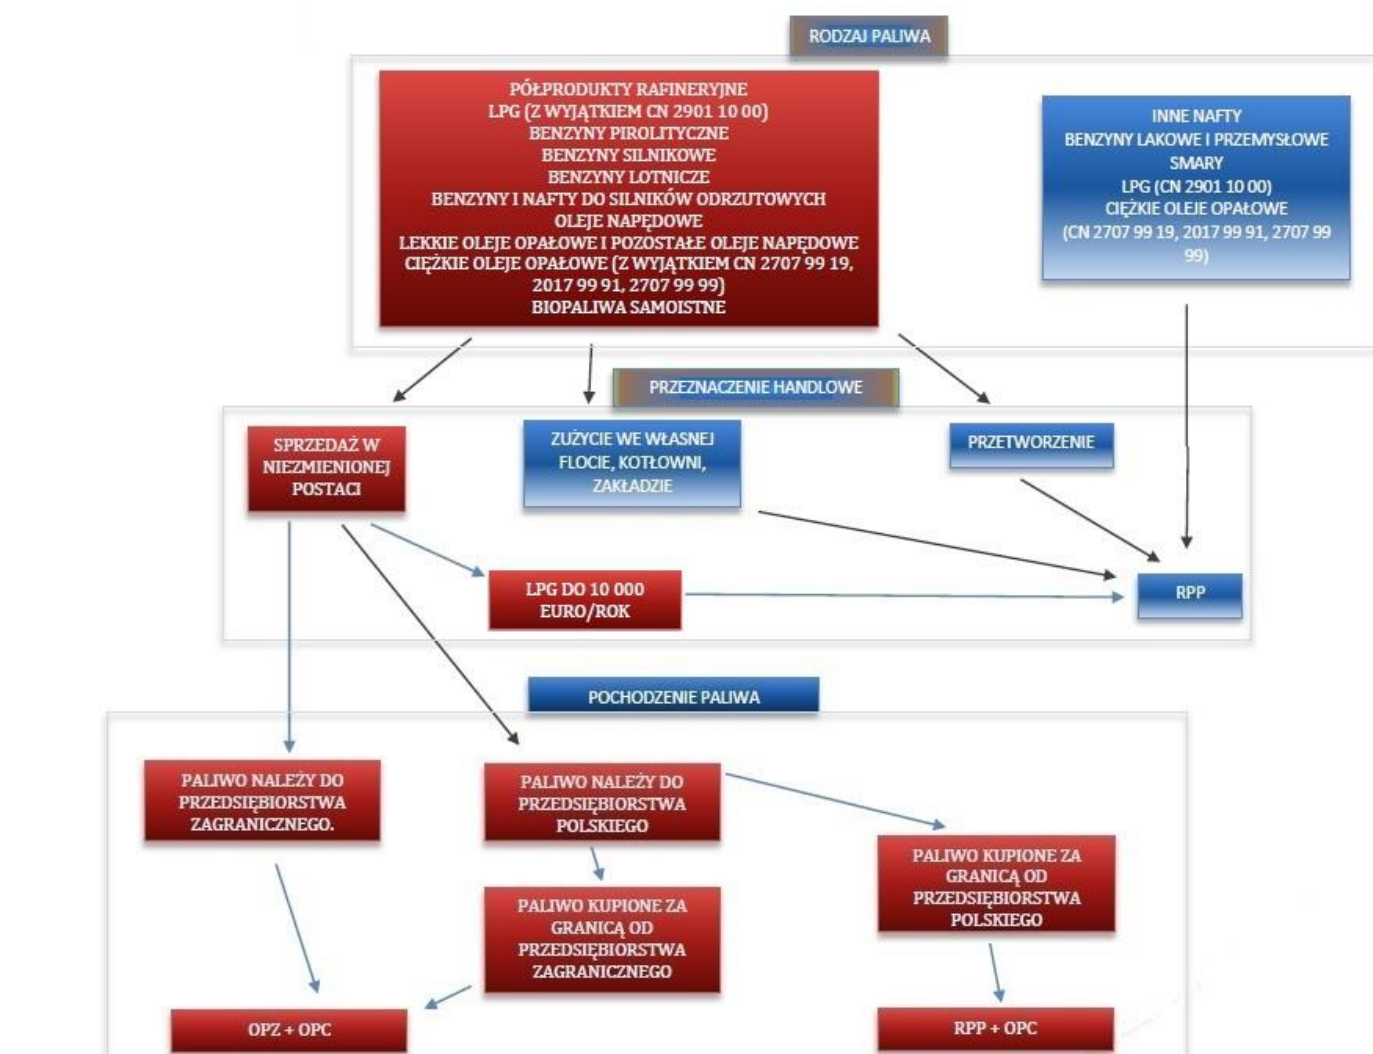 RODZAJ PALIWA
PÓŁPRODUKTY RAFINERYJNE
LPG (Z WYJĄTKIEM CN 2901 10 00)
BENZYNY PIROLITYCZNE
BENZYNY SILNIKOWE
BENZYNY LOTNICZE
BENZYNY I NAFTY DO SILNIKÓW ODRZUTOWYCH
OLEJE NAPĘDOWE
LEKKIE OLEJE OPAŁOWE I POZOSTAŁE OLEJE NAPĘDOWE
CIĘŻKIE OLEJE OPAŁOWE (Z WYJĄTKIEM CN 2707 99 19,
2017 99 91, 2707 99 99)
BIOPALIWA SAMOISTNE
INNE NAFTY
BENZYNY LAKOWE I PRZEMYSŁOWE
SMARY
LPG (CN 2901 10 00)
CIĘŻKIE OLEJE OPAŁOWE
(CN 2707 99 19, 2017 99 91, 2707 99
99)
PRZEZNACZENIE HANDLOWE
SPRZEDAŻ W
NIEZMIENIONEJ
POSTACI
ZUŻYCIE WE WŁASNEJ
FLOCIE, KOTŁOWNI,
ZAKŁADZIE
PRZETWORZENIE
LPG DO 10 000
EURO/ROK
RPP
POCHODZENIE PALIWA
PALIWO NALEŻY DO
PRZEDSIĘBIORSTWA
ZAGRANICZNEGO.
PALIWO NALEŻY DO
PRZEDSIĘBIORSTWA
POLSKIEGO
PALIWO KUPIONE ZA
GRANICĄ OD
PRZEDSIĘBIORSTWA
POLSKIEGO
PALIWO KUPIONE ZA
GRANICĄ OD
PRZEDSIĘBIORSTWA
ZAGRANICZNEGO
OPZ + OPC
RPP + OPC